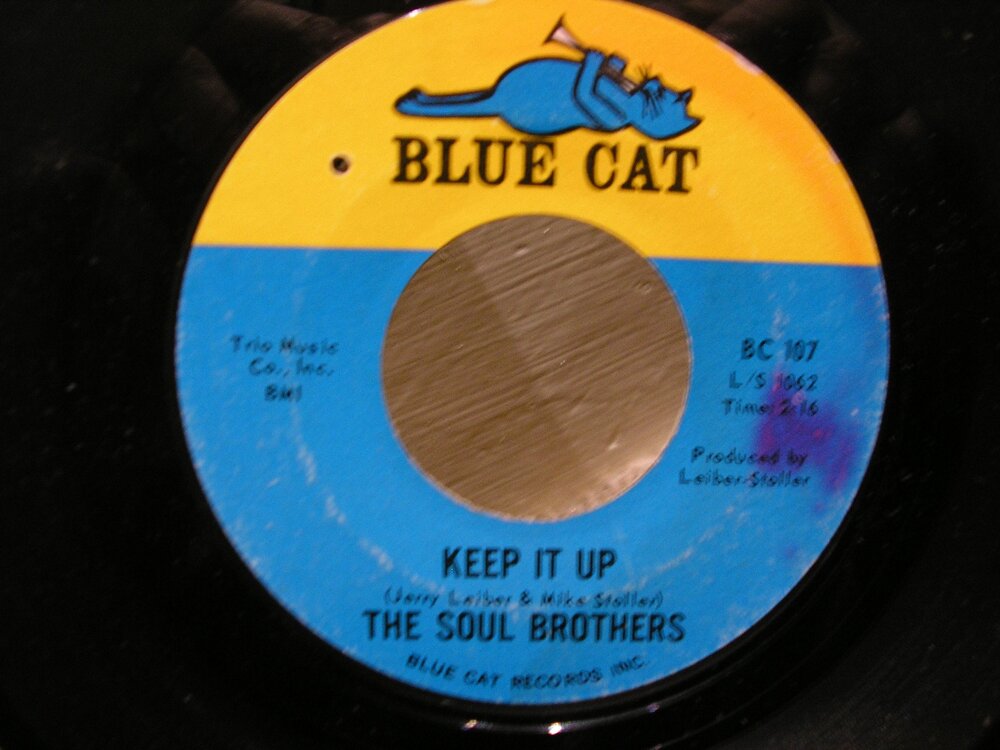 BLUE CAT
Trio Music
Co., Inc.
BMI
BC 107
L/S 1062
Time: 2:16
Produced by
Leiber-Stoller
KEEP IT UP
(Jerry Leiber & Mike Stoller)
THE SOUL BROTHERS
BLUE CAT RECORDS INC.